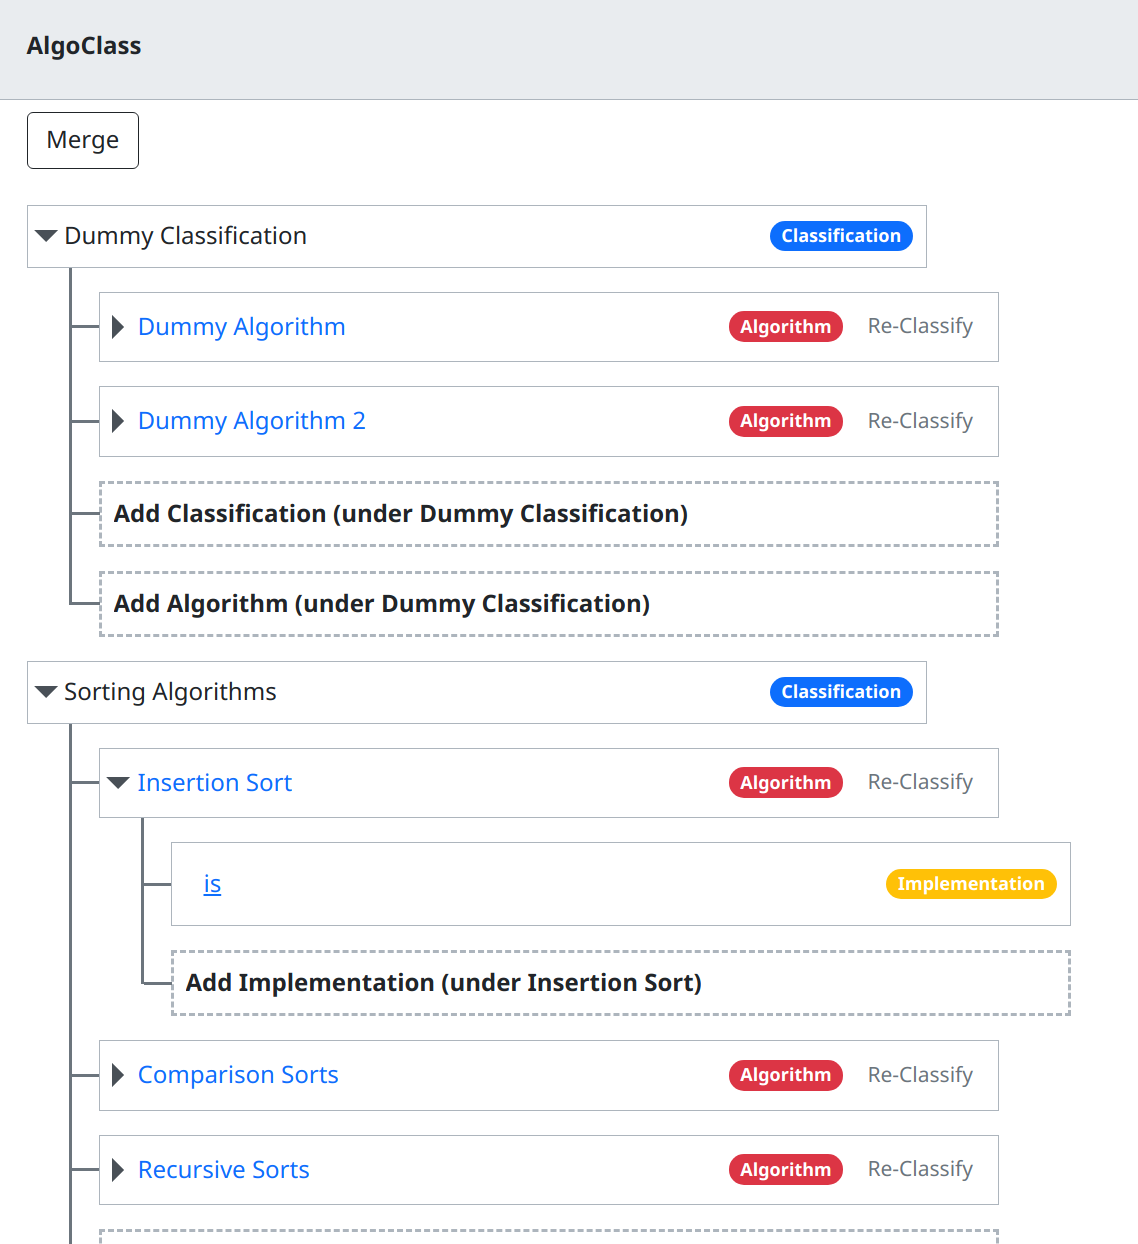 AlgoClass
Merge
Dummy Classification Classification
Dummy Algorithm Algorithm Re-Classify
Dummy Algorithm 2 Algorithm Re-Classify
Add Classification (under Dummy Classification)
Add Algorithm (under Dummy Classification)
Sorting Algorithms Classification
Insertion Sort Algorithm Re-Classify
is Implementation
Add Implementation (under Insertion Sort)
Comparison Sorts Algorithm Re-Classify
Recursive Sorts Algorithm Re-Classify